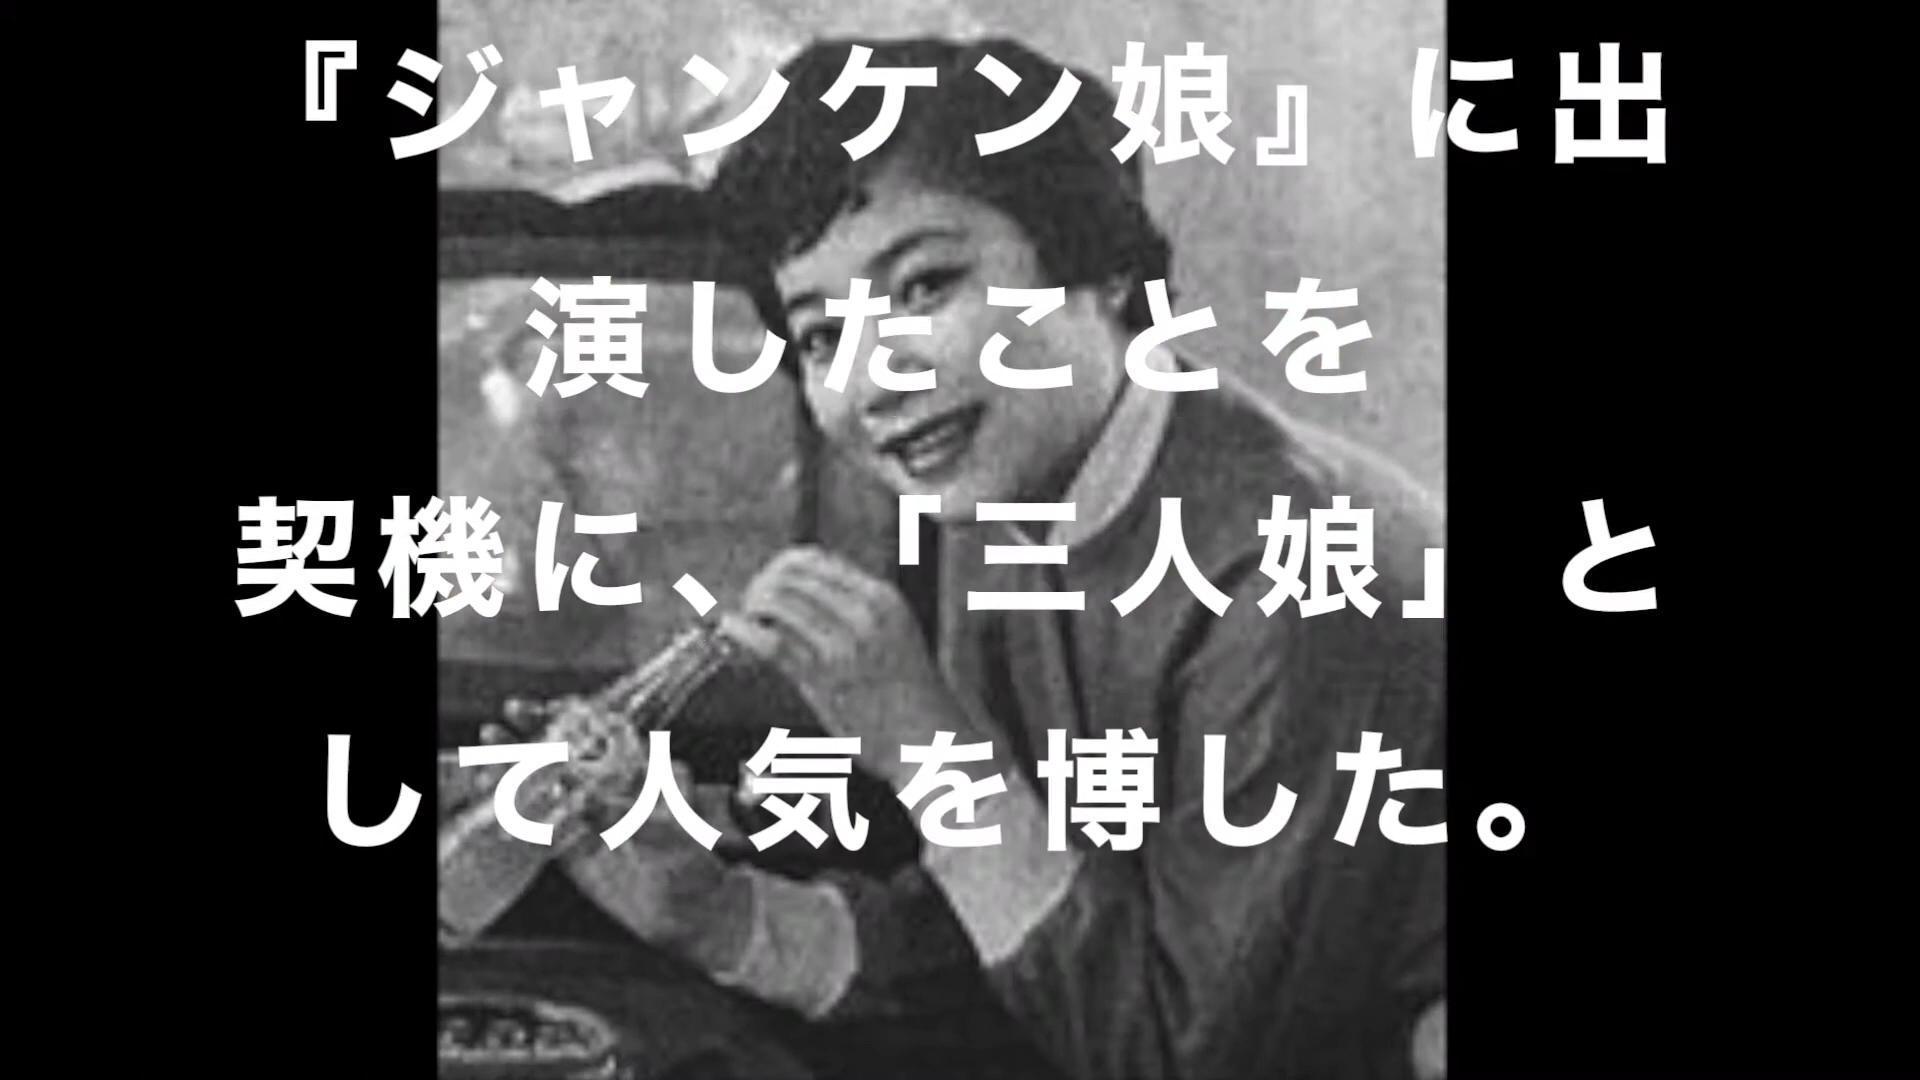 『ジャンケン娘』に出
演したことを
契機に、「三人娘」と
して人気を博した。